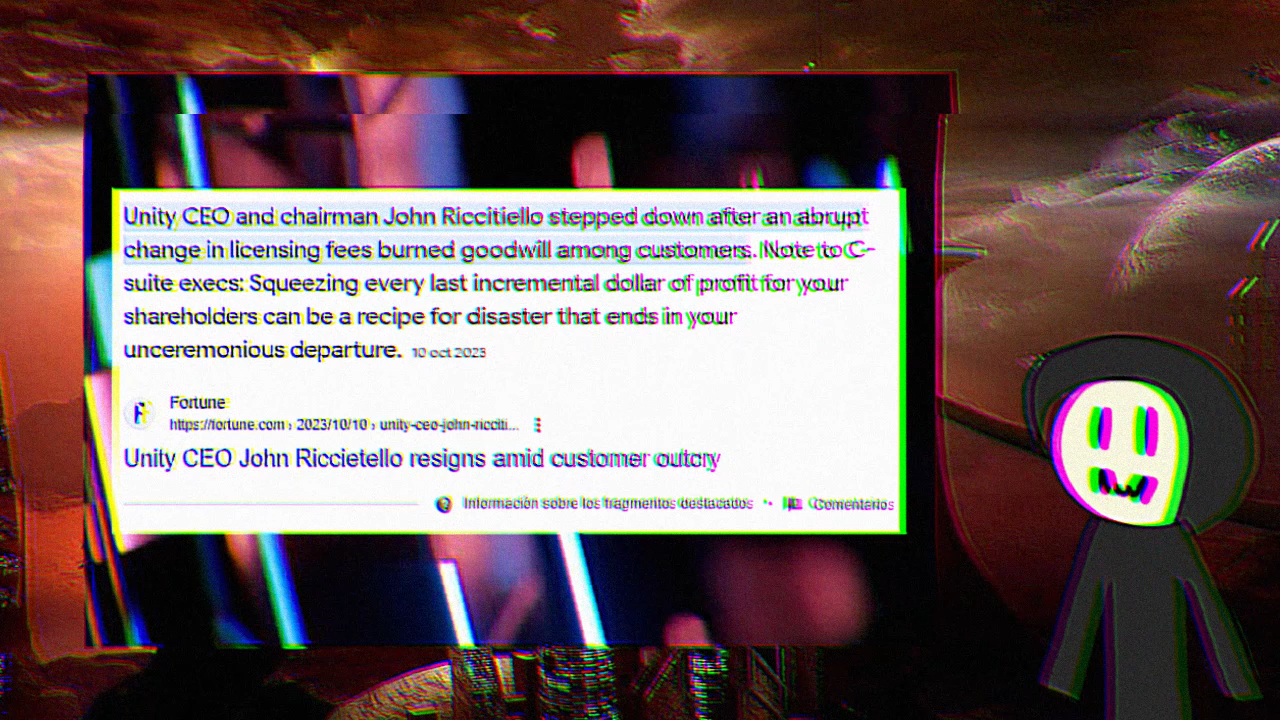 Unity CEO and chairman John Riccitiello stepped down after an abrupt
change in licensing fees burned goodwill among customers. Note to C-
suite execs: Squeezing every last incremental dollar of profit for your
shareholders can be a recipe for disaster that ends in your
unceremonious departure. 10 oct 2023
Fortune
https://fortune.com › 2023/10/10 › unity-ceo-john-ricciti...
Unity CEO John Riccietello resigns amid customer outcry
Información sobre los fragmentos destacados • Comentarios